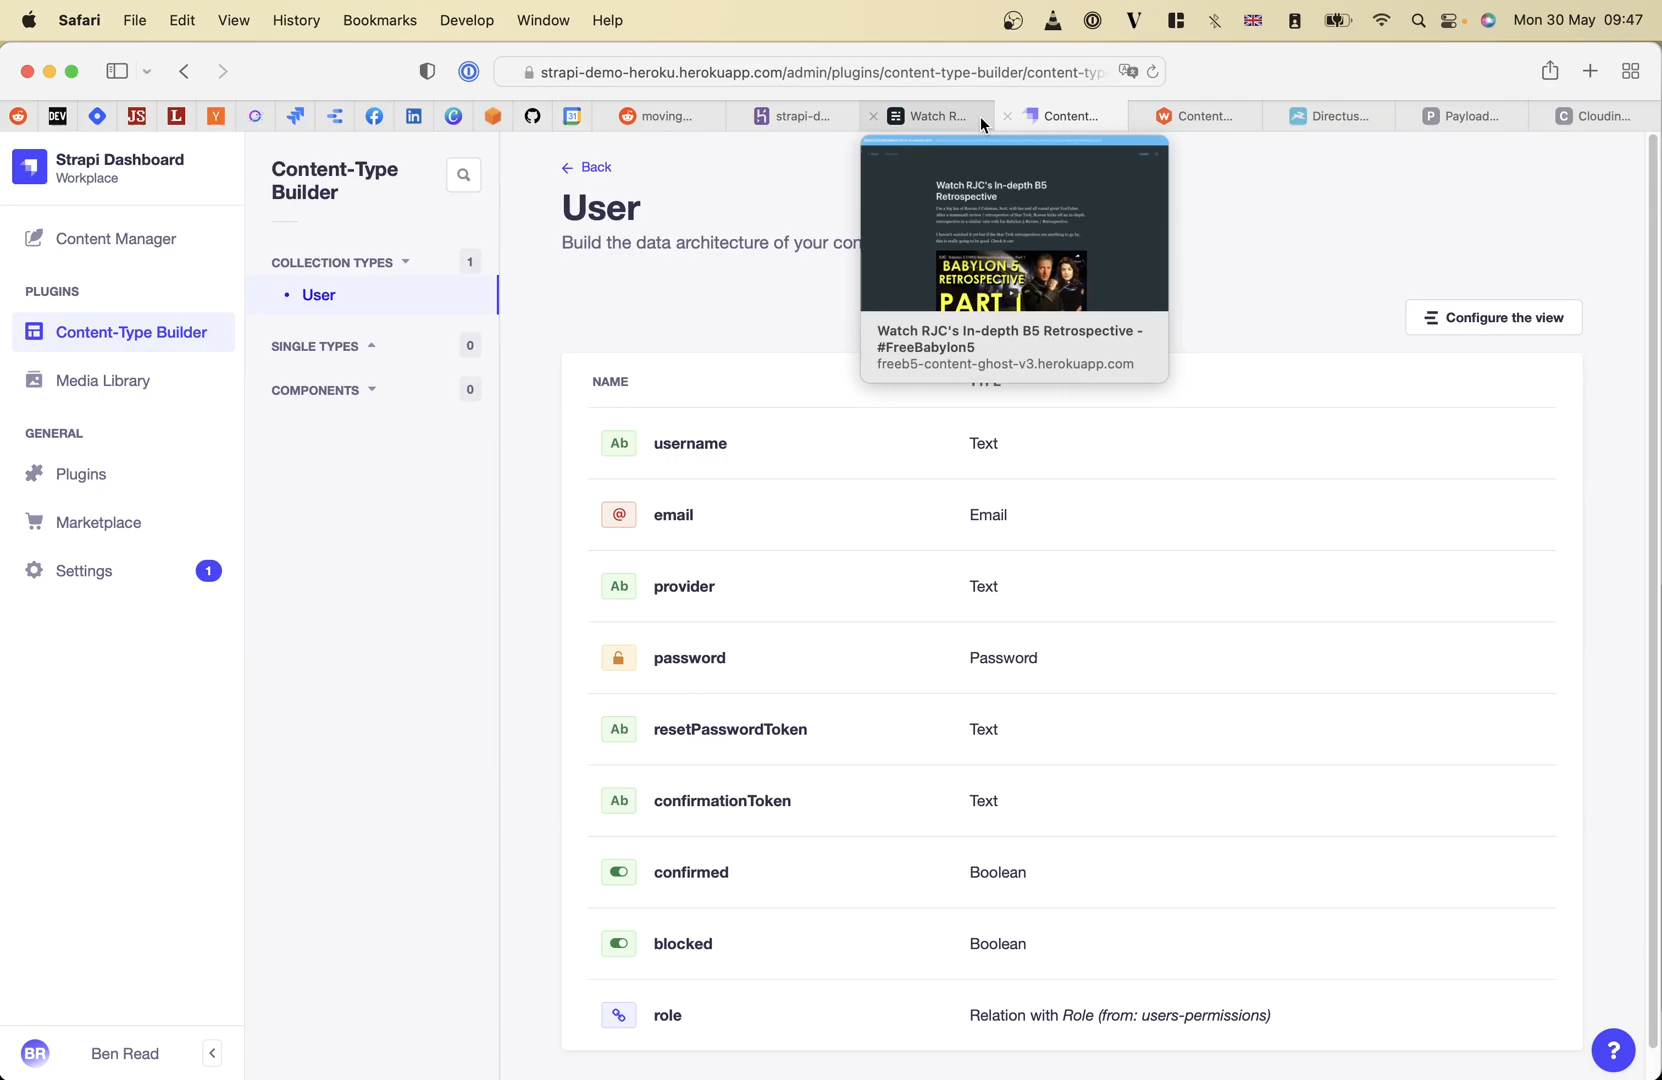 Safari File Edit View History Bookmarks Develop Window Help Mon 30 May 09:47
strapi-demo-heroku.herokuapp.com/admin/plugins/content-type-builder/content-typ
DEV JS L Y 31 moving... strapi-d... Watch R... Content... Content... Directus... P Payload... C Cloudin...
Strapi Dashboard
Workplace
Content Manager
PLUGINS
Content-Type Builder
Media Library
GENERAL
Plugins
Marketplace
Settings 1
BR Ben Read
Content-Type
Builder
COLLECTION TYPES 1
User
SINGLE TYPES 0
COMPONENTS 0
Back
User
Build the data architecture of your con
Watch RJC's In-depth B5
Retrospective
BABYLON 5
RETROSPECTIVE
PART 1
Watch RJC's In-depth B5 Retrospective -
#FreeBabylon5
freeb5-content-ghost-v3.herokuapp.com
Configure the view
NAME TYPE
Ab username Text
@ email Email
Ab provider Text
password Password
Ab resetPasswordToken Text
Ab confirmationToken Text
confirmed Boolean
blocked Boolean
role Relation with Role (from: users-permissions)
?